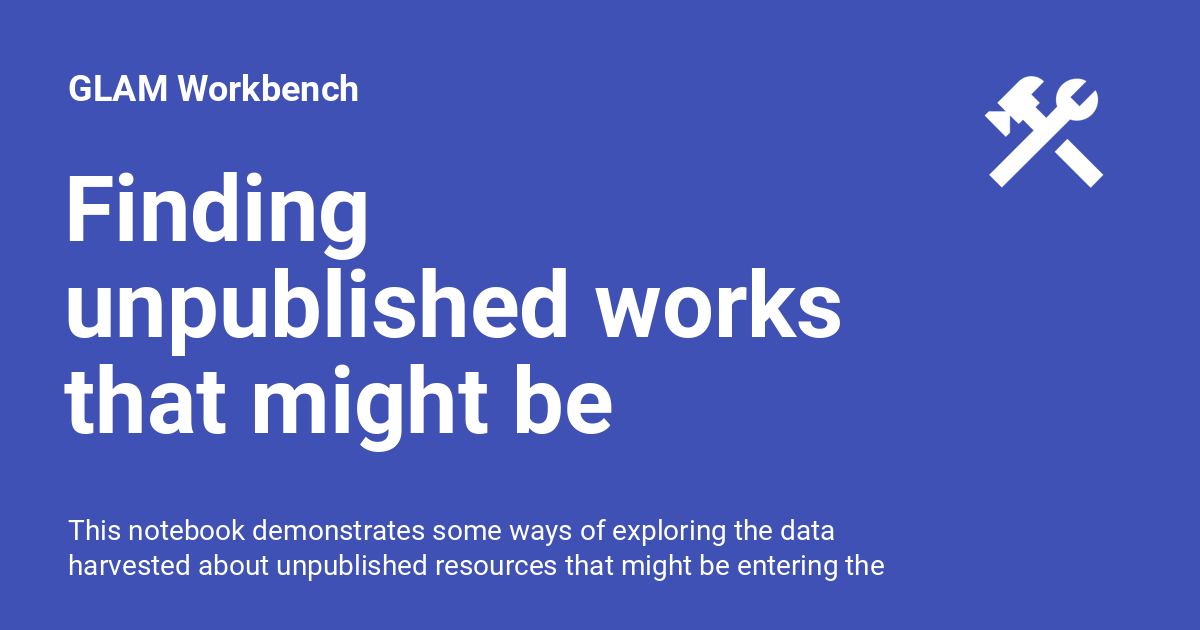 GLAM Workbench
Finding
unpublished works
that might be
This notebook demonstrates some ways of exploring the data
harvested about unpublished resources that might be entering the